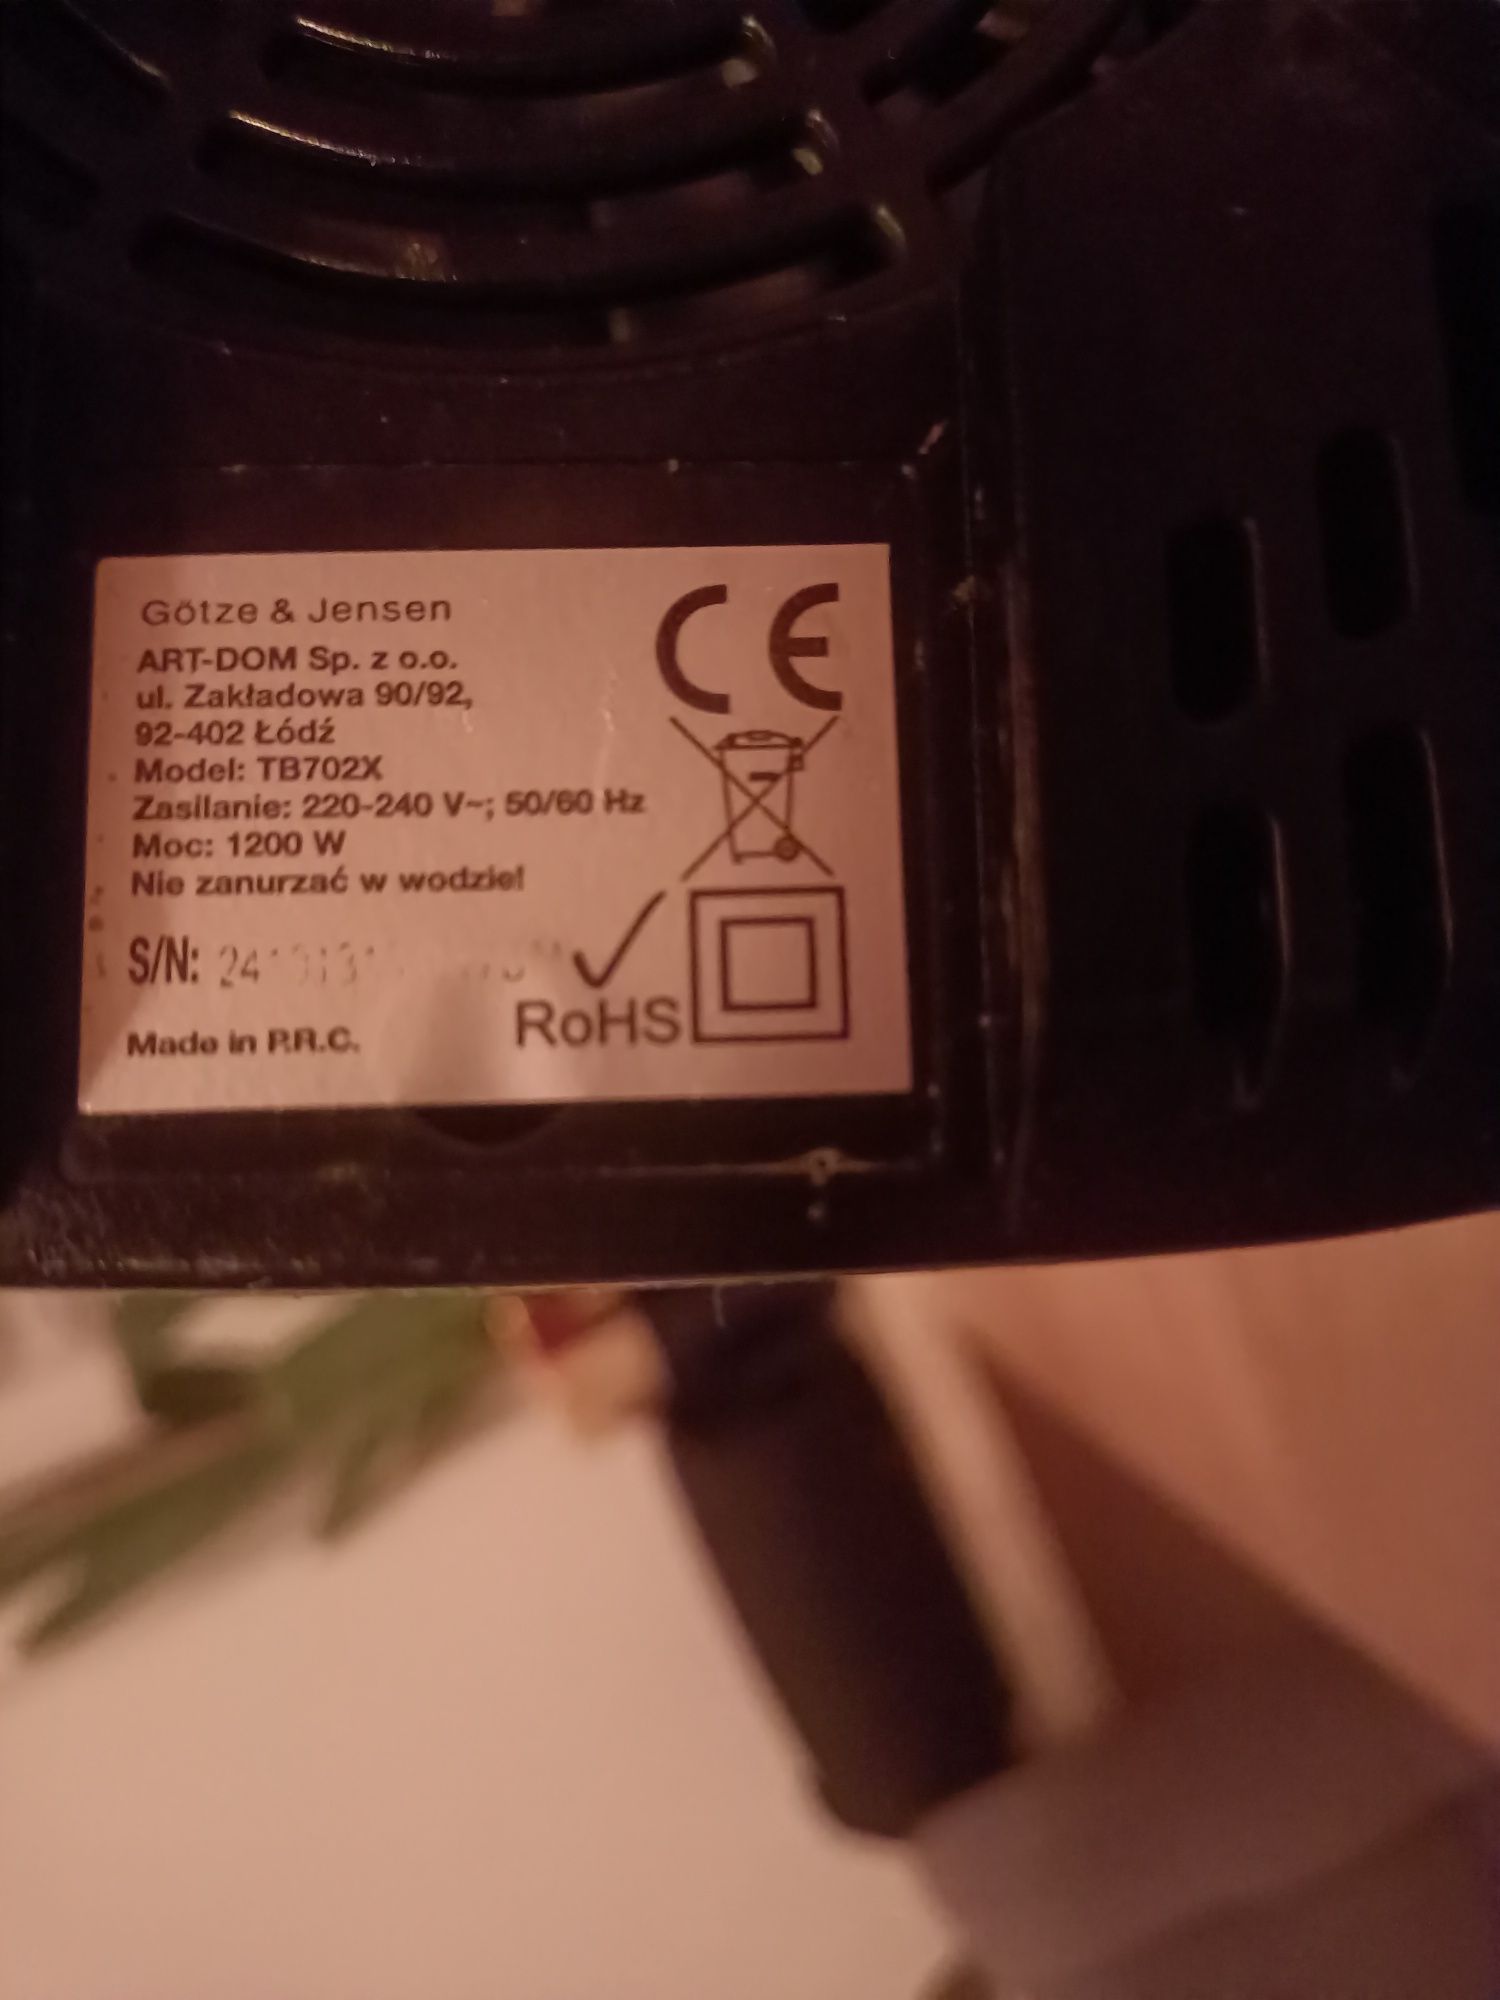 Götze & Jensen
ART-DOM Sp. z o.o.
ul. Zakładowa 90/92,
92-402 Łódź
Model: TB702X
Zasilanie: 220-240 V~; 50/60 Hz
Moc: 1200 W
Nie zanurzać w wodzie!
S/N:
Made in P.R.C.
CE
RoHS